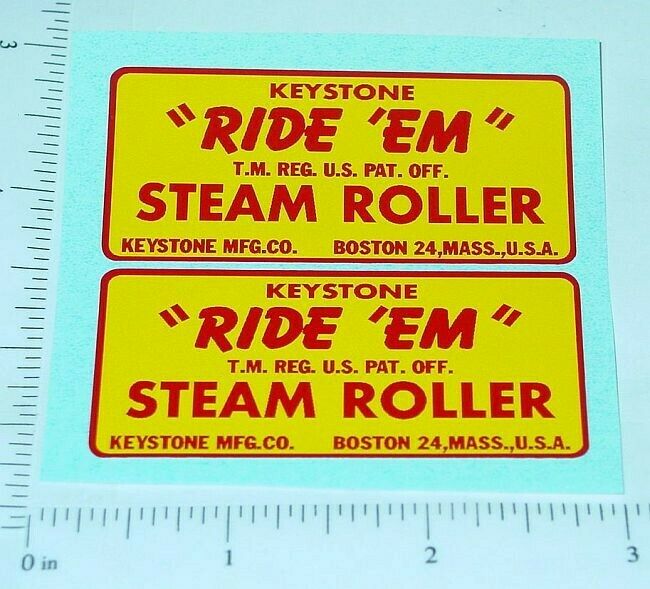 3
KEYSTONE
"RIDE 'EM"
T.M. REG. U.S. PAT. OFF.
STEAM ROLLER
KEYSTONE MFG.CO. BOSTON 24,MASS.,U.S.A.
KEYSTONE
"RIDE 'EM"
T.M. REG. U.S. PAT. OFF.
STEAM ROLLER
KEYSTONE MFG.CO. BOSTON 24,MASS.,U.S.A.
0 in 1 2 3